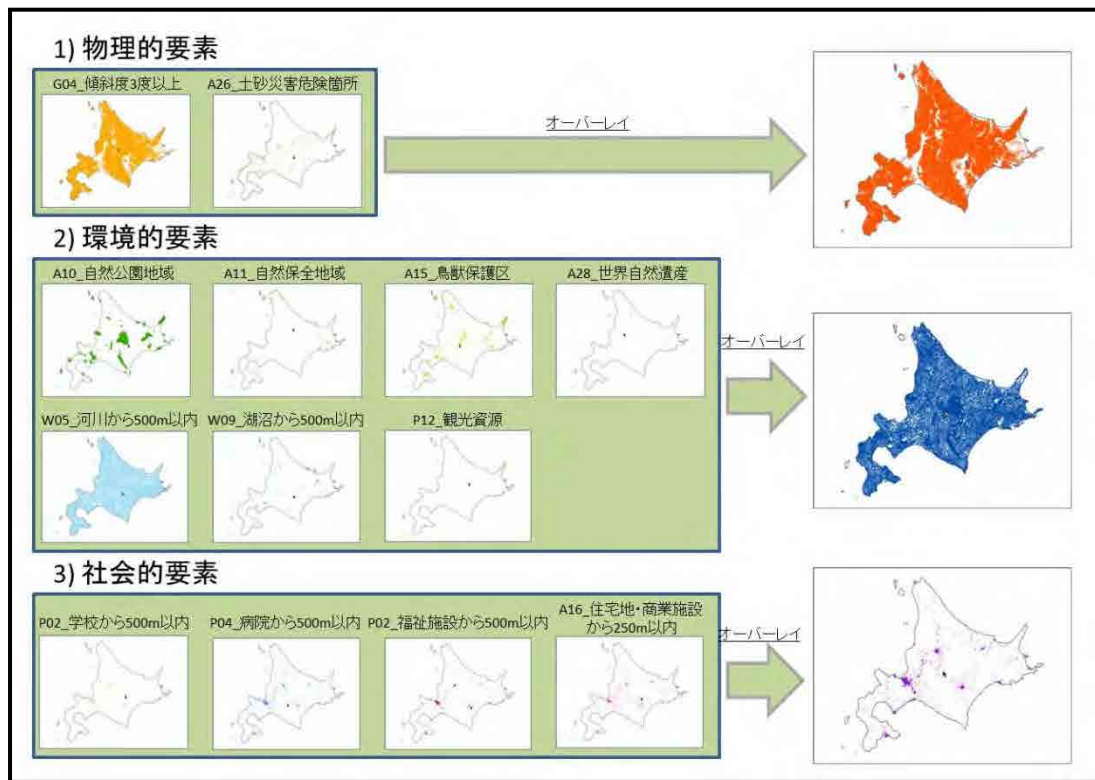 1) 物理的要素
G04_傾斜度3度以上
A26_土砂災害危険箇所
オーバーレイ
2) 環境的要素
A10_自然公園地域
A11_自然保全地域
A15_鳥獣保護区
A28_世界自然遺産
オーバーレイ
W05_河川から500m以内
W09_湖沼から500m以内
P12_観光資源
3) 社会的要素
P02_学校から500m以内
P04_病院から500m以内
P02_福祉施設から500m以内
A16_住宅地・商業施設
から250m以内
オーバーレイ